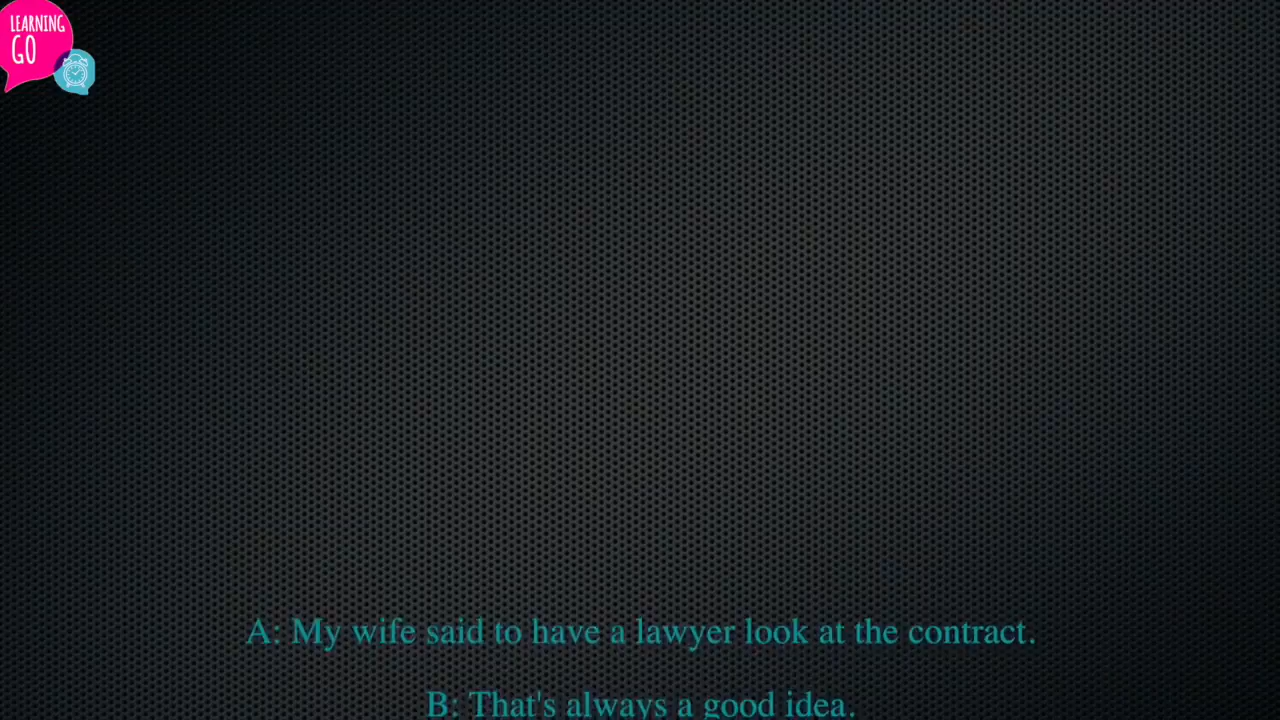 LEARNING
GO
A: My wife said to have a lawyer look at the contract.
B: That's always a good idea.